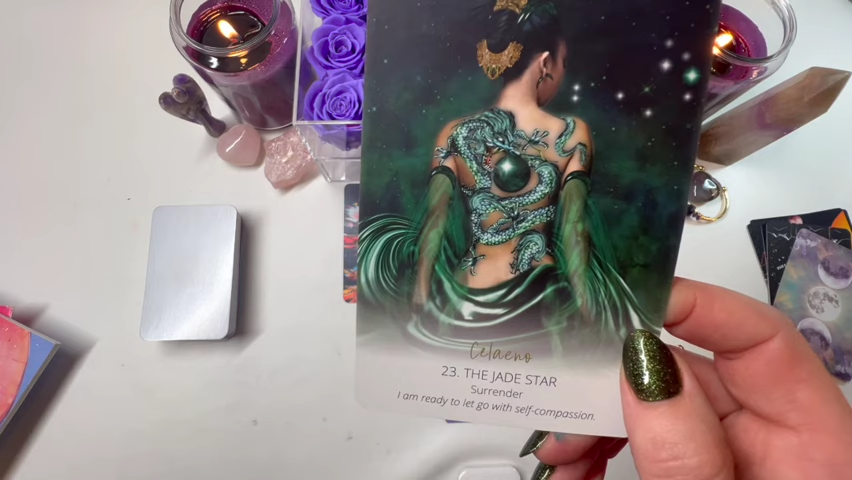 Celaeno
23. THE JADE STAR
Surrender
I am ready to let go with self-compassion.